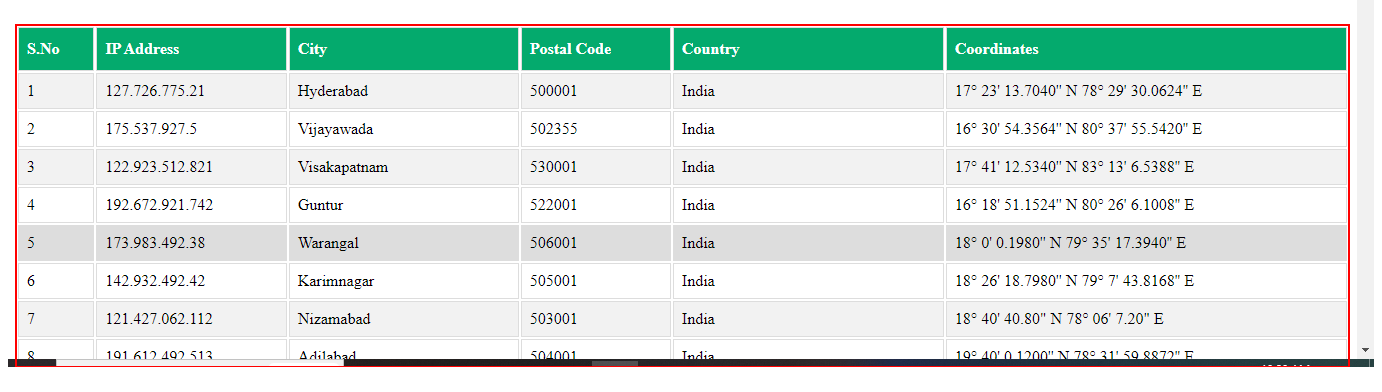 S.No IP Address City Postal Code Country Coordinates
1 127.726.775.21 Hyderabad 500001 India 17° 23' 13.7040" N 78° 29' 30.0624" E
2 175.537.927.5 Vijayawada 502355 India 16° 30' 54.3564" N 80° 37' 55.5420" E
3 122.923.512.821 Visakapatnam 530001 India 17° 41' 12.5340" N 83° 13' 6.5388" E
4 192.672.921.742 Guntur 522001 India 16° 18' 51.1524" N 80° 26' 6.1008" E
5 173.983.492.38 Warangal 506001 India 18° 0' 0.1980" N 79° 35' 17.3940" E
6 142.932.492.42 Karimnagar 505001 India 18° 26' 18.7980" N 79° 7' 43.8168" E
7 121.427.062.112 Nizamabad 503001 India 18° 40' 40.80" N 78° 06' 7.20" E
8 191.612.492.513 Adilabad 504001 India 19° 40' 0.1200" N 78° 31' 59.8872" E